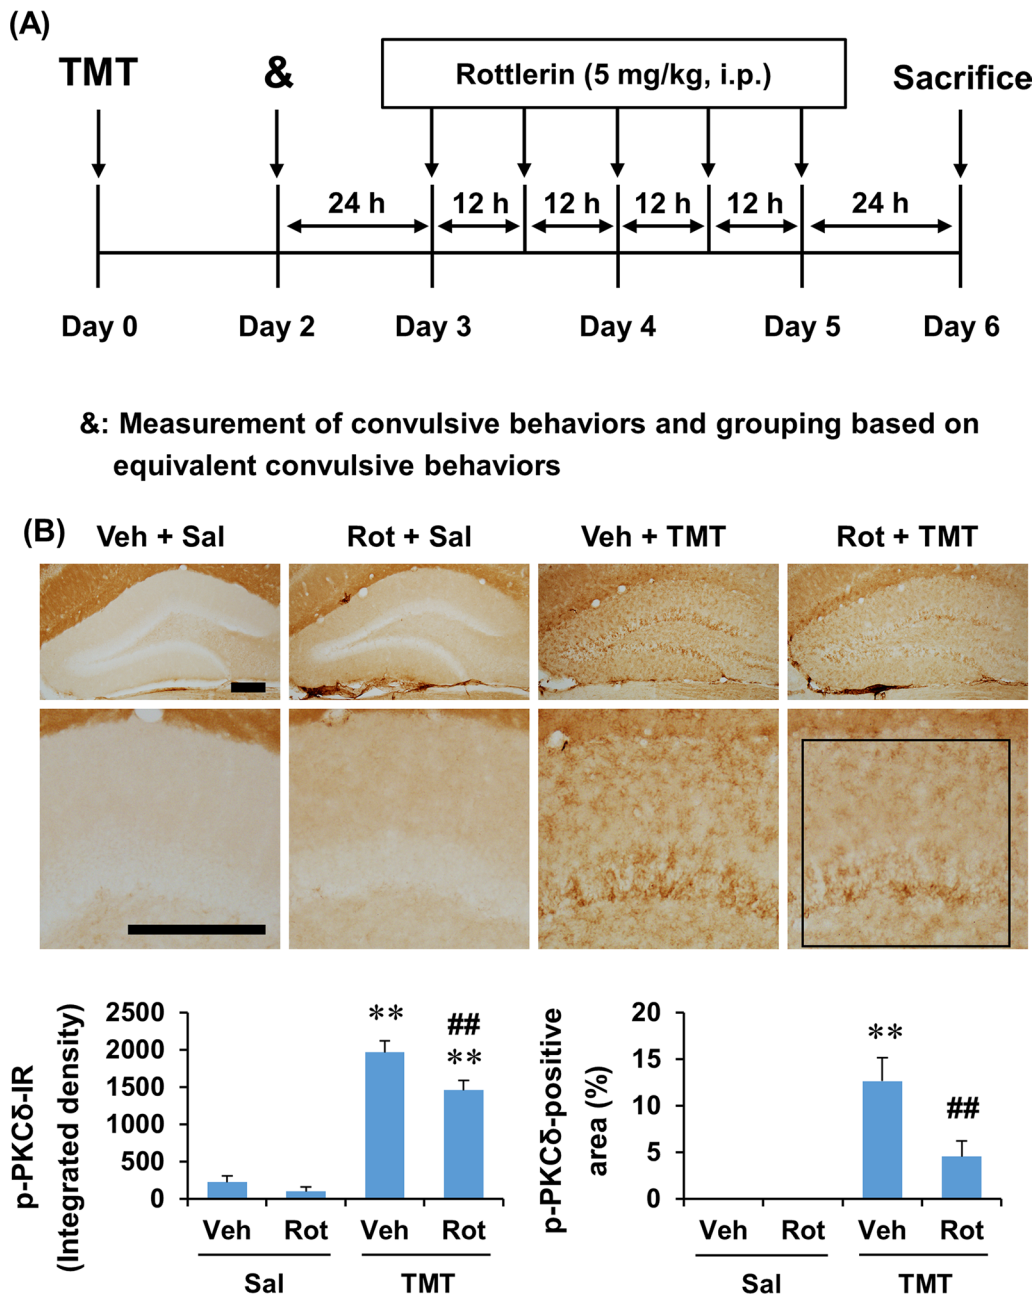 (A)
TMT & Rottlerin (5 mg/kg, i.p.) Sacrifice
24 h 12 h 12 h 12 h 12 h 24 h
Day 0 Day 2 Day 3 Day 4 Day 5 Day 6
&: Measurement of convulsive behaviors and grouping based on
equivalent convulsive behaviors
(B) Veh + Sal Rot + Sal Veh + TMT Rot + TMT
p-PKCδ-IR
(Integrated density)
2500
2000
1500
1000
500
0
**
##
**
Veh Rot Veh Rot
Sal TMT
p-PKCδ-positive
area (%)
20
15
10
5
0
**
##
Veh Rot Veh Rot
Sal TMT